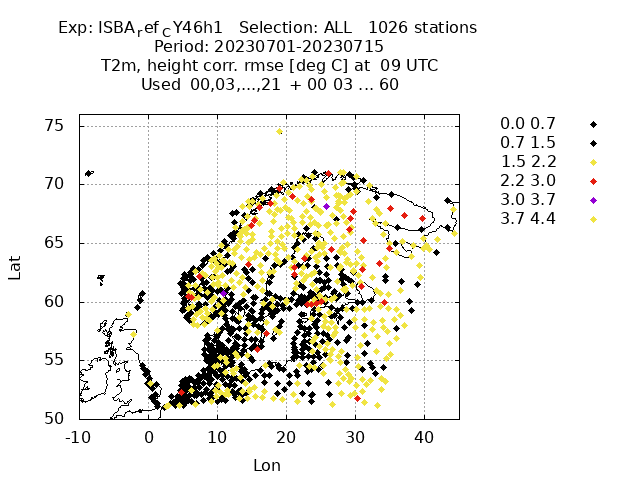 Exp: ISBAref CY46h1 Selection: ALL 1026 stations
Period: 20230701-20230715
T2m, height corr. rmse [deg C] at 09 UTC
Used 00,03,...,21 + 00 03 ... 60
75
70
65
60
55
50
-10 0 10 20 30 40
Lat
Lon
0.0 0.7
0.7 1.5
1.5 2.2
2.2 3.0
3.0 3.7
3.7 4.4